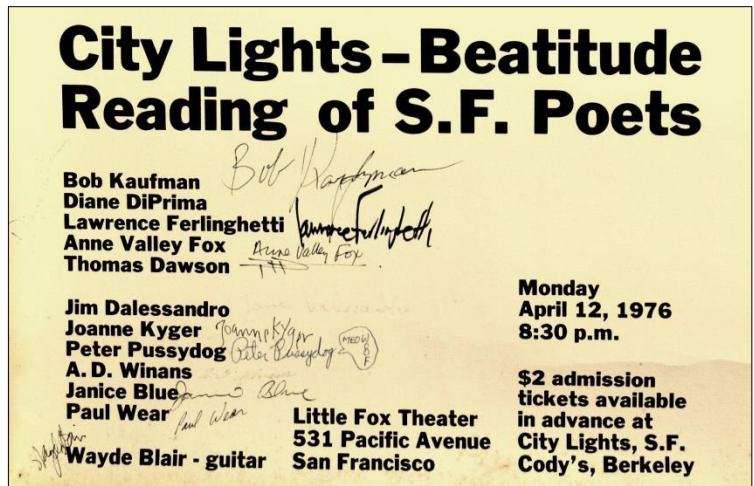 City Lights – Beatitude
Reading of S.F. Poets
Bob Kaufman Bob Kaufman
Diane DiPrima
Lawrence Ferlinghetti Lawrence Ferlinghetti
Anne Valley Fox Anne Valley Fox
Thomas Dawson
Jim Dalessandro
Joanne Kyger Joanne Kyger
Peter Pussydog Peter Pussydog MEOW WOOF
A. D. Winans
Janice Blue Janice Blue
Paul Wear Paul Wear
Wayde Blair - guitar
Little Fox Theater
531 Pacific Avenue
San Francisco
Monday
April 12, 1976
8:30 p.m.
$2 admission
tickets available
in advance at
City Lights, S.F.
Cody's, Berkeley